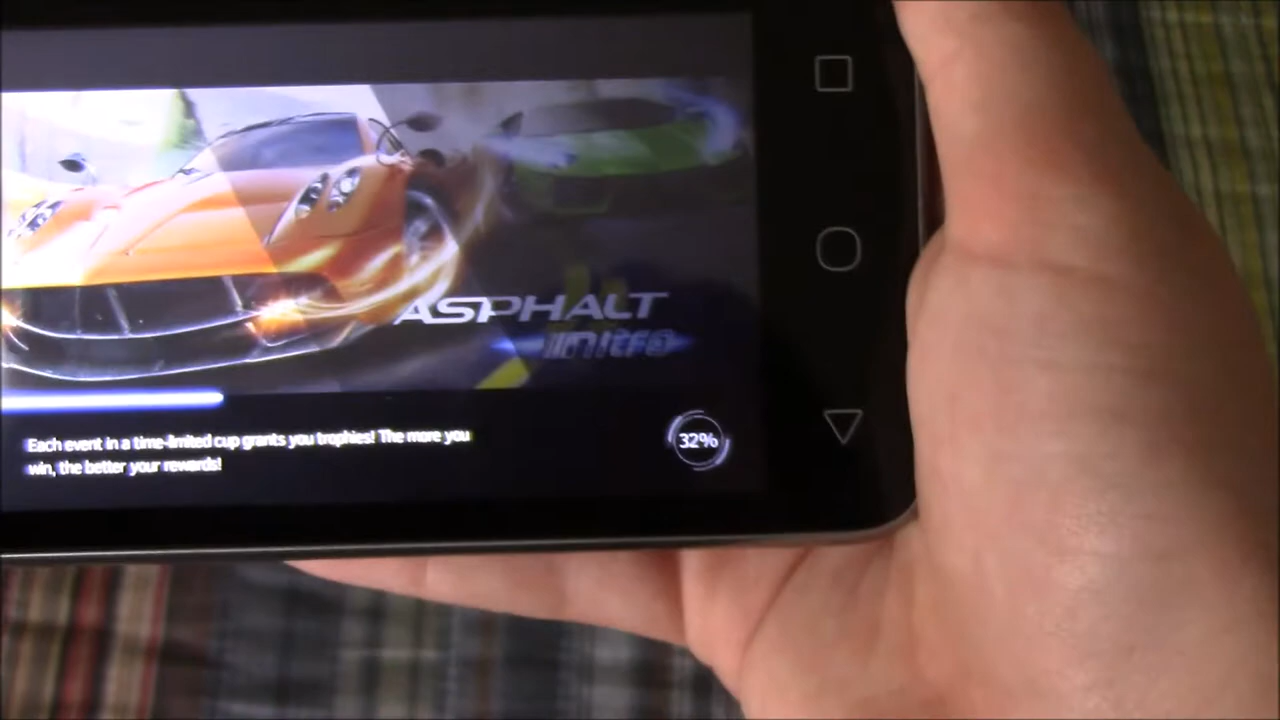 ASPHALT
nitro
Each event in a time-limited cup grants you trophies! The more you
win, the better your rewards!
32%